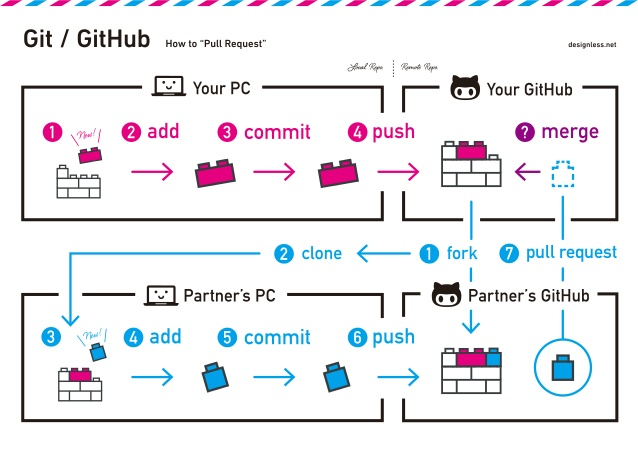 Git / GitHub How to “Pull Request”
designless.net
Local Repo Remote Repo
Your PC
Your GitHub
1 New! 2 add 3 commit 4 push ? merge
2 clone 1 fork 7 pull request
Partner's PC
Partner's GitHub
3 New! 4 add 5 commit 6 push